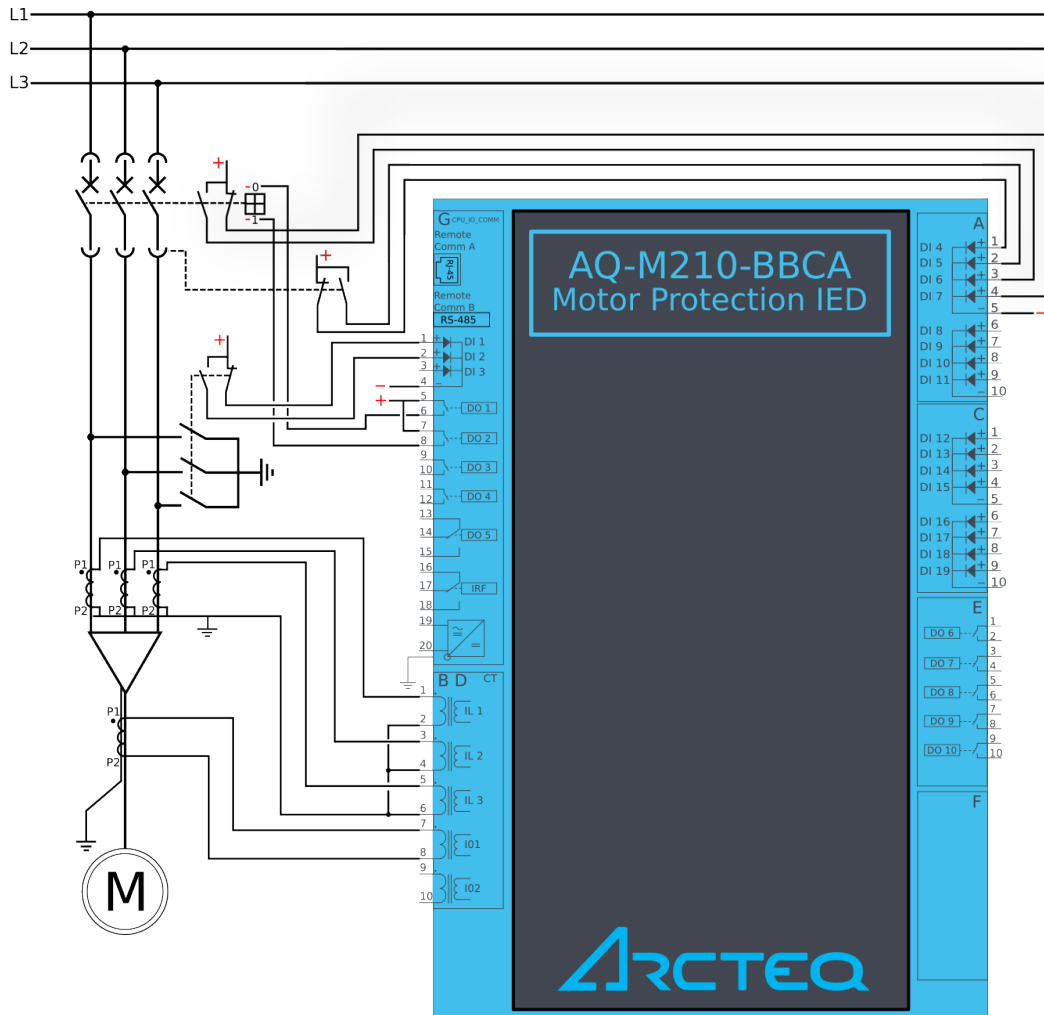 L1
L2
L3
+
-0
-1
+
+
G CPU_IO_COMM
Remote
Comm A
RJ-45
Remote
Comm B
RS-485
1 + DI 1
2 + DI 2
3 + DI 3
4 −
−
+
5
6 DO 1
7
8 DO 2
9
10 DO 3
11
12 DO 4
13
14 DO 5
15
16
17 IRF
18
19
20
B D CT
1
IL 1
2
3
IL 2
4
5
IL 3
6
7
I01
8
9
I02
10
P1 P1 P1
P2 P2 P2
P1
P2
M
AQ-M210-BBCA
Motor Protection IED
ARCTEQ
A
DI 4 + 1
DI 5 + 2
DI 6 + 3
DI 7 + 4
− 5 −
DI 8 + 6
DI 9 + 7
DI 10 + 8
DI 11 + 9
− 10
C
DI 12 + 1
DI 13 + 2
DI 14 + 3
DI 15 + 4
− 5
DI 16 + 6
DI 17 + 7
DI 18 + 8
DI 19 + 9
− 10
E
1
DO 6 2
3
DO 7 4
5
DO 8 6
7
DO 9 8
9
DO 10 10
F